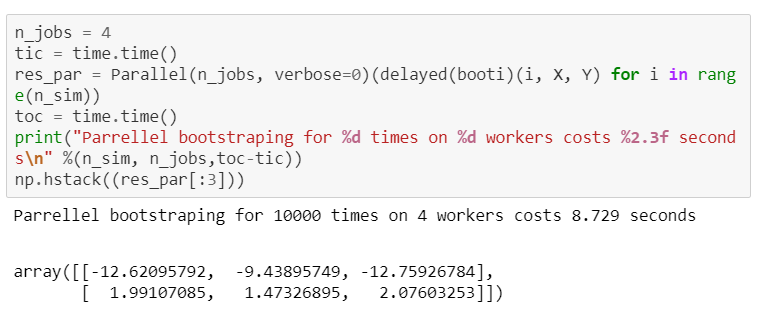 n_jobs = 4
tic = time.time()
res_par = Parallel(n_jobs, verbose=0)(delayed(booti)(i, X, Y) for i in rang
e(n_sim))
toc = time.time()
print("Parrellel bootstraping for %d times on %d workers costs %2.3f second
s\n" %(n_sim, n_jobs,toc-tic))
np.hstack((res_par[:3]))
Parrellel bootstraping for 10000 times on 4 workers costs 8.729 seconds
array([[-12.62095792,  -9.43895749, -12.75926784],
       [  1.99107085,   1.47326895,   2.07603253]])